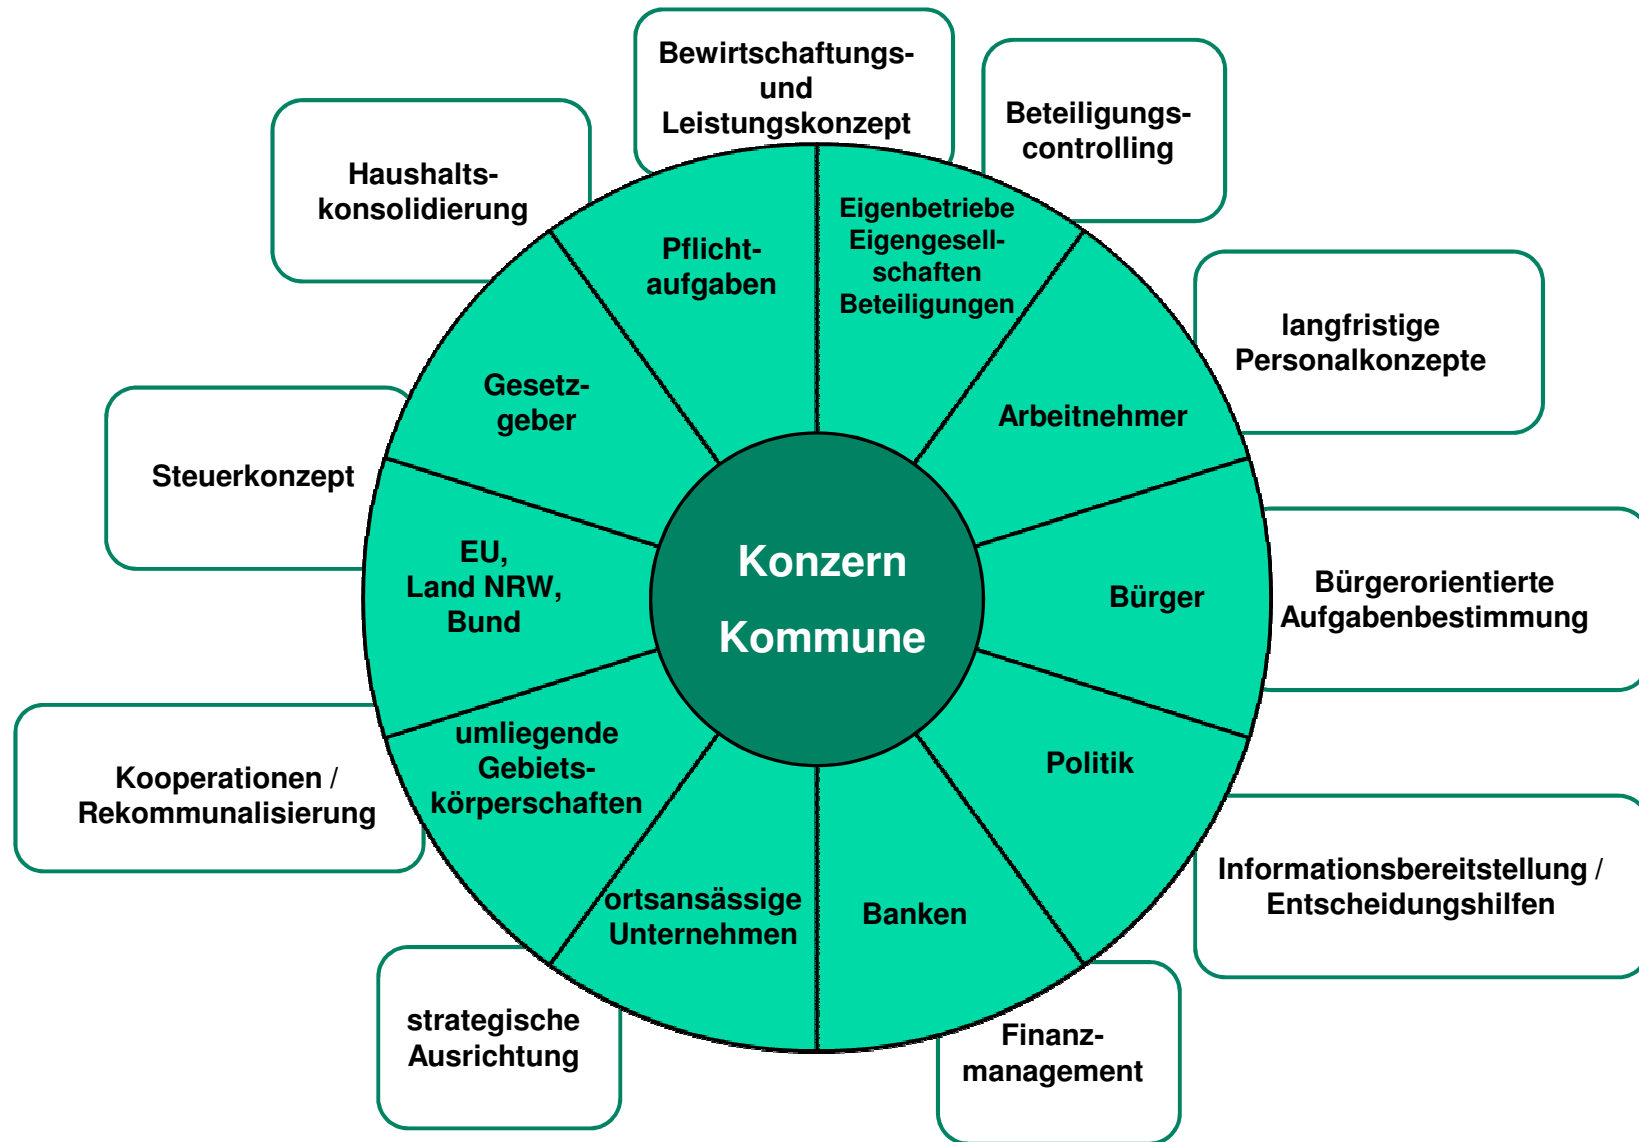 Bewirtschaftungs-
und
Leistungskonzept
Beteiligungs-
controlling
Haushalts-
konsolidierung
Eigenbetriebe
Eigengesell-
schaften
Beteiligungen
Pflicht-
aufgaben
langfristige
Personalkonzepte
Gesetz-
geber
Arbeitnehmer
Steuerkonzept
EU,
Land NRW,
Bund
Konzern
Kommune
Bürger
Bürgerorientierte
Aufgabenbestimmung
umliegende
Gebiets-
körperschaften
Politik
Kooperationen /
Rekommunalisierung
ortsansässige
Unternehmen
Banken
Informationsbereitstellung /
Entscheidungshilfen
strategische
Ausrichtung
Finanz-
management